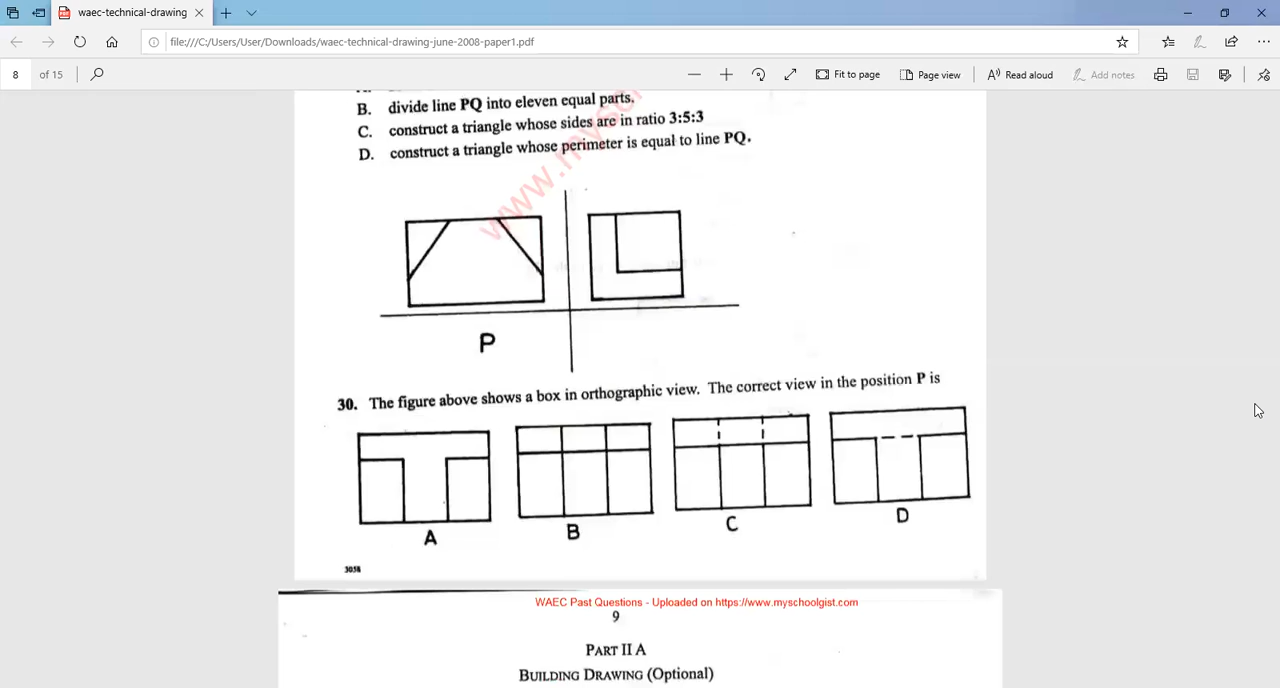 waec-technical-drawing
file:///C:/Users/User/Downloads/waec-technical-drawing-june-2008-paper1.pdf
8 of 15
Fit to page
Page view
Read aloud
Add notes
B. divide line PQ into eleven equal parts.
C. construct a triangle whose sides are in ratio 3:5:3
D. construct a triangle whose perimeter is equal to line PQ.
www.mysch
P
30. The figure above shows a box in orthographic view. The correct view in the position P is
A
B
C
D
3058
WAEC Past Questions - Uploaded on https://www.myschoolgist.com
9
PART II A
BUILDING DRAWING (Optional)